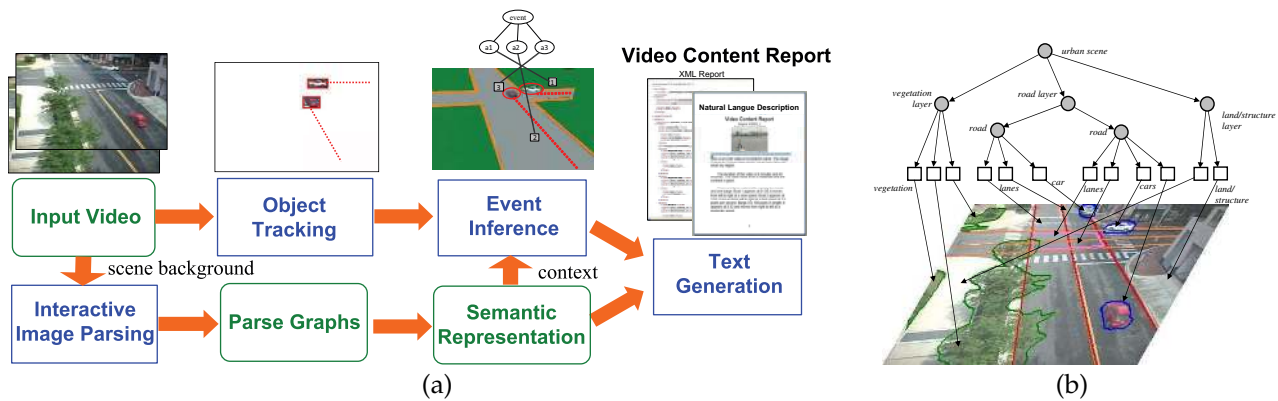 event
a1 a2 a3
1
3
2
Video Content Report
XML Report
Natural Langue Description
Video Content Report
Input Video
Object
Tracking
Event
Inference
Text
Generation
scene background
context
Interactive
Image Parsing
Parse Graphs
Semantic
Representation
(a)
urban scene
vegetation
layer
road layer
land/structure
layer
road
road
vegetation
lanes
car
lanes
cars
land/
structure
(b)